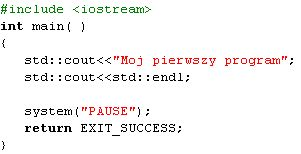 #include <iostream>
int main( )
{
std::cout<<"Moj pierwszy program";
std::cout<<std::endl;
system("PAUSE");
return EXIT_SUCCESS;
}